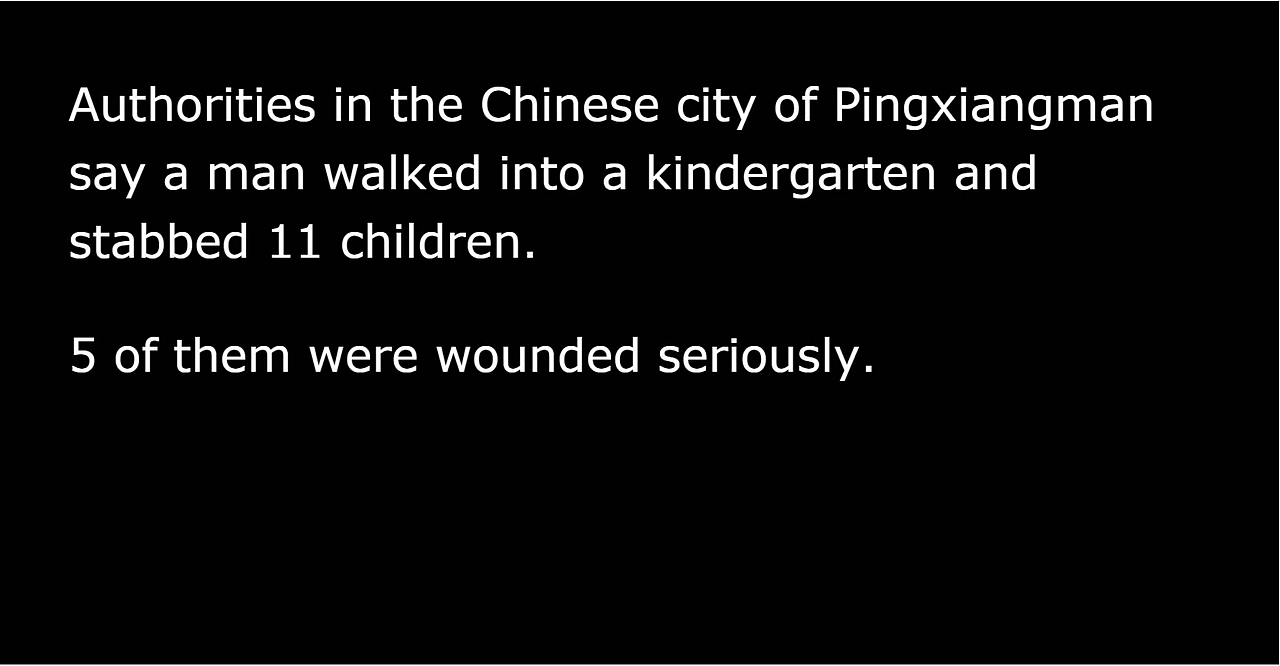 Authorities in the Chinese city of Pingxiangman
say a man walked into a kindergarten and
stabbed 11 children.
5 of them were wounded seriously.